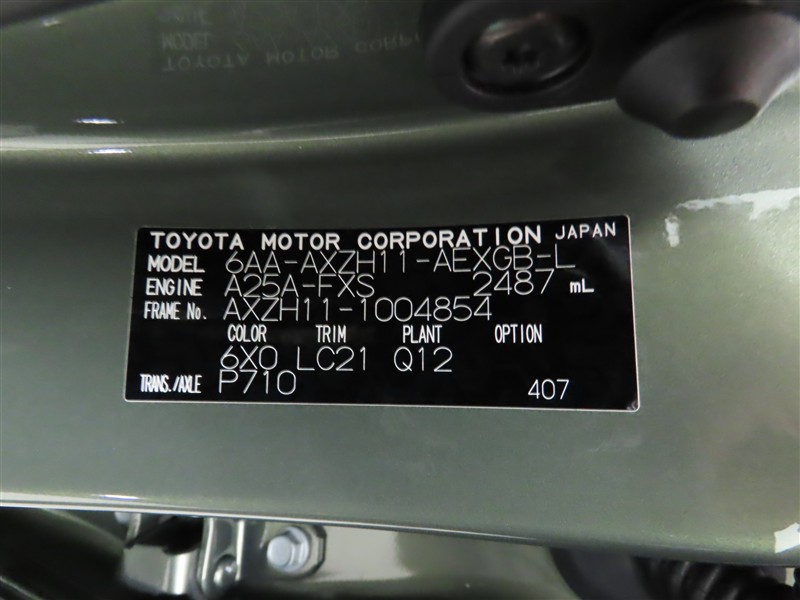 TOYOTA MOTOR CORPORATION JAPAN
MODEL 6AA-AXZH11-AEXGB-L
ENGINE A25A-FXS 2487 mL
FRAME No. AXZH11-1004854
COLOR TRIM PLANT OPTION
6X0 LC21 Q12
TRANS./AXLE P710 407